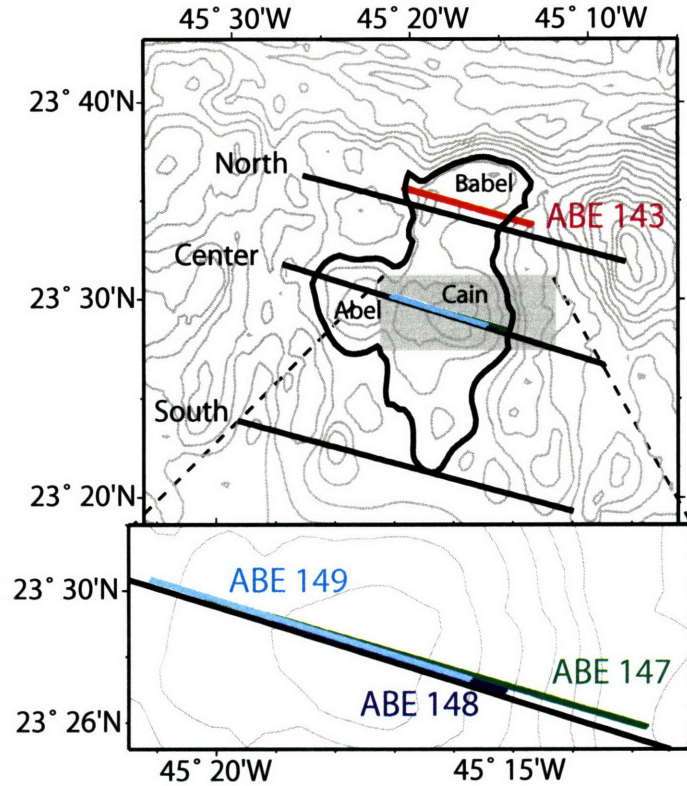 45° 30'W 45° 20'W 45° 10'W
23° 40'N
North
Babel
ABE 143
Center
23° 30'N
Cain
Abel
South
23° 20'N
23° 30'N
ABE 149
ABE 147
ABE 148
23° 26'N
45° 20'W 45° 15'W